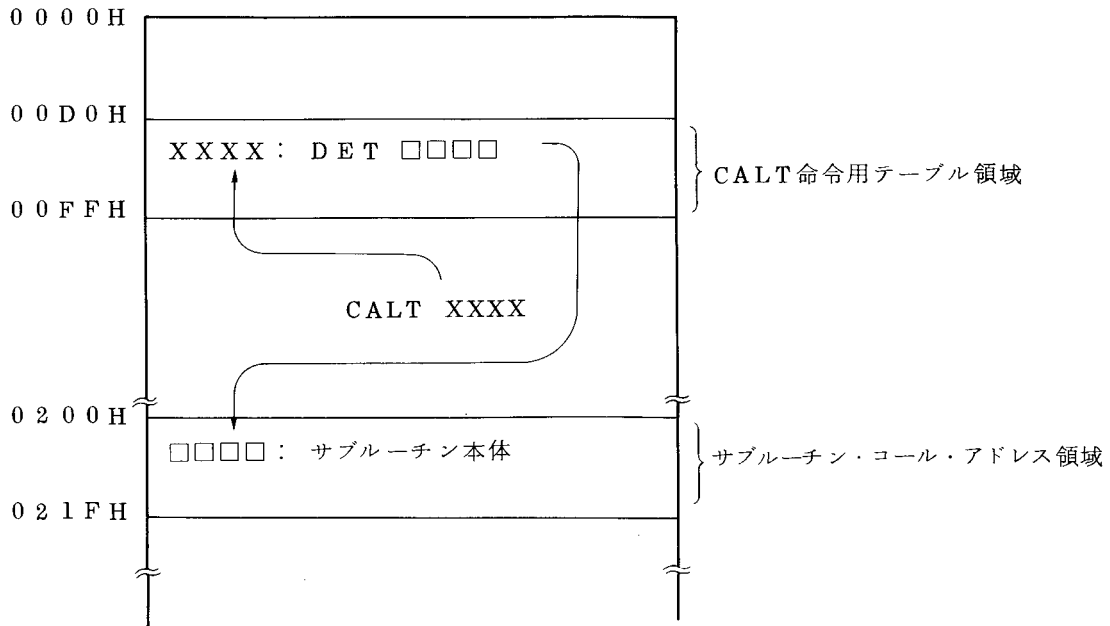 0000H
00D0H
XXXX: DET □□□□
CALT命令用テーブル領域
00FFH
CALT XXXX
0200H
□□□□: サブルーチン本体
サブルーチン・コール・アドレス領域
021FH